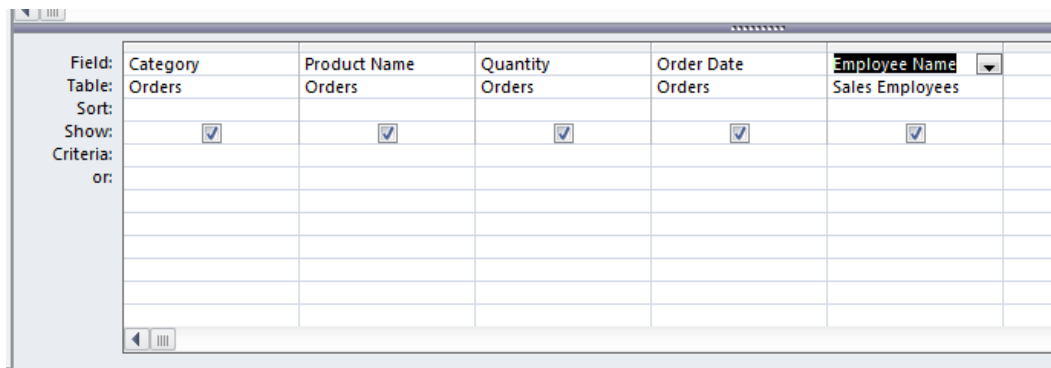 Field: Category Product Name Quantity Order Date Employee Name
Table: Orders Orders Orders Orders Sales Employees
Sort:
Show:
Criteria:
or: